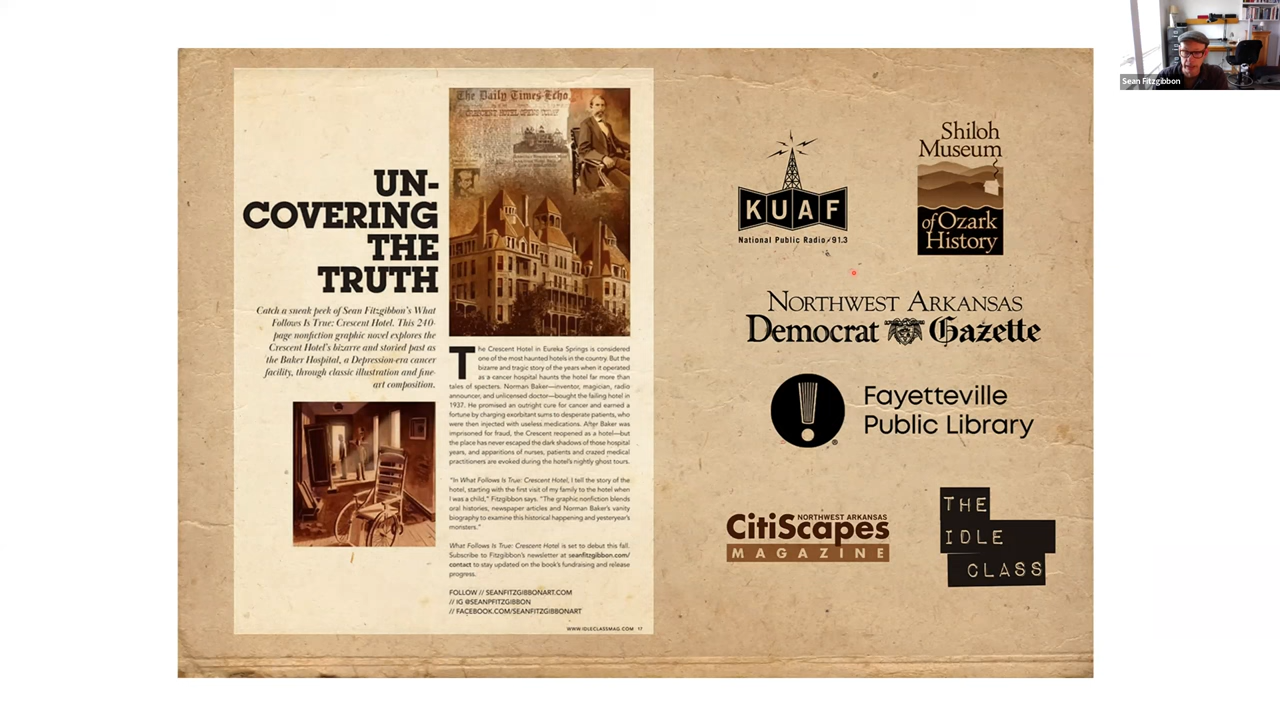 Sean Fitzgibbon
UN-
COVERING
THE
TRUTH
Catch a sneak peek of Sean Fitzgibbon's What
Follows Is True: Crescent Hotel. This 240-
page nonfiction graphic novel explores the
Crescent Hotel's bizarre and storied past as
the Baker Hospital, a Depression-era cancer
facility, through classic illustration and fine-
art composition.
The Daily Times-Echo
CRESCENT HOTEL OPENS
The Crescent Hotel in Eureka Springs is considered
one of the most haunted hotels in the country. But the
bizarre and tragic story of the years when it operated
as a cancer hospital haunts the hotel far more than
tales of specters. Norman Baker—inventor, magician, radio
announcer, and unlicensed doctor—bought the failing hotel in
1937. He promised an outright cure for cancer and earned a
fortune by charging exorbitant sums to desperate patients, who
were then injected with useless medications. After Baker was
imprisoned for fraud, the Crescent reopened as a hotel—but
the place has never escaped the dark shadows of those hospital
years, and apparitions of nurses, patients and crazed medical
practitioners are evoked during the hotel's nightly ghost tours.
"In What Follows Is True: Crescent Hotel, I tell the story of the
hotel, starting with the first visit of my family to the hotel when
I was a child," Fitzgibbon says. "The graphic nonfiction blends
oral histories, newspaper articles and Norman Baker's vanity
biography to examine this historical happening and yesteryear's
monsters."
What Follows Is True: Crescent Hotel is set to debut this fall.
Subscribe to Fitzgibbon's newsletter at seanfitzgibbon.com/
contact to stay updated on the book's fundraising and release
progress.
FOLLOW // SEANFITZGIBBONART.COM
// IG @SEANPFITZGIBBON
// FACEBOOK.COM/SEANFITZGIBBONART
WWW.IDLECLASSMAG.COM 17
KUAF
National Public Radio 91.3
Shiloh
Museum
of Ozark
History
NORTHWEST ARKANSAS
Democrat Gazette
Fayetteville
Public Library
NORTHWEST ARKANSAS
CitiScapes
MAGAZINE
THE
IDLE
CLASS